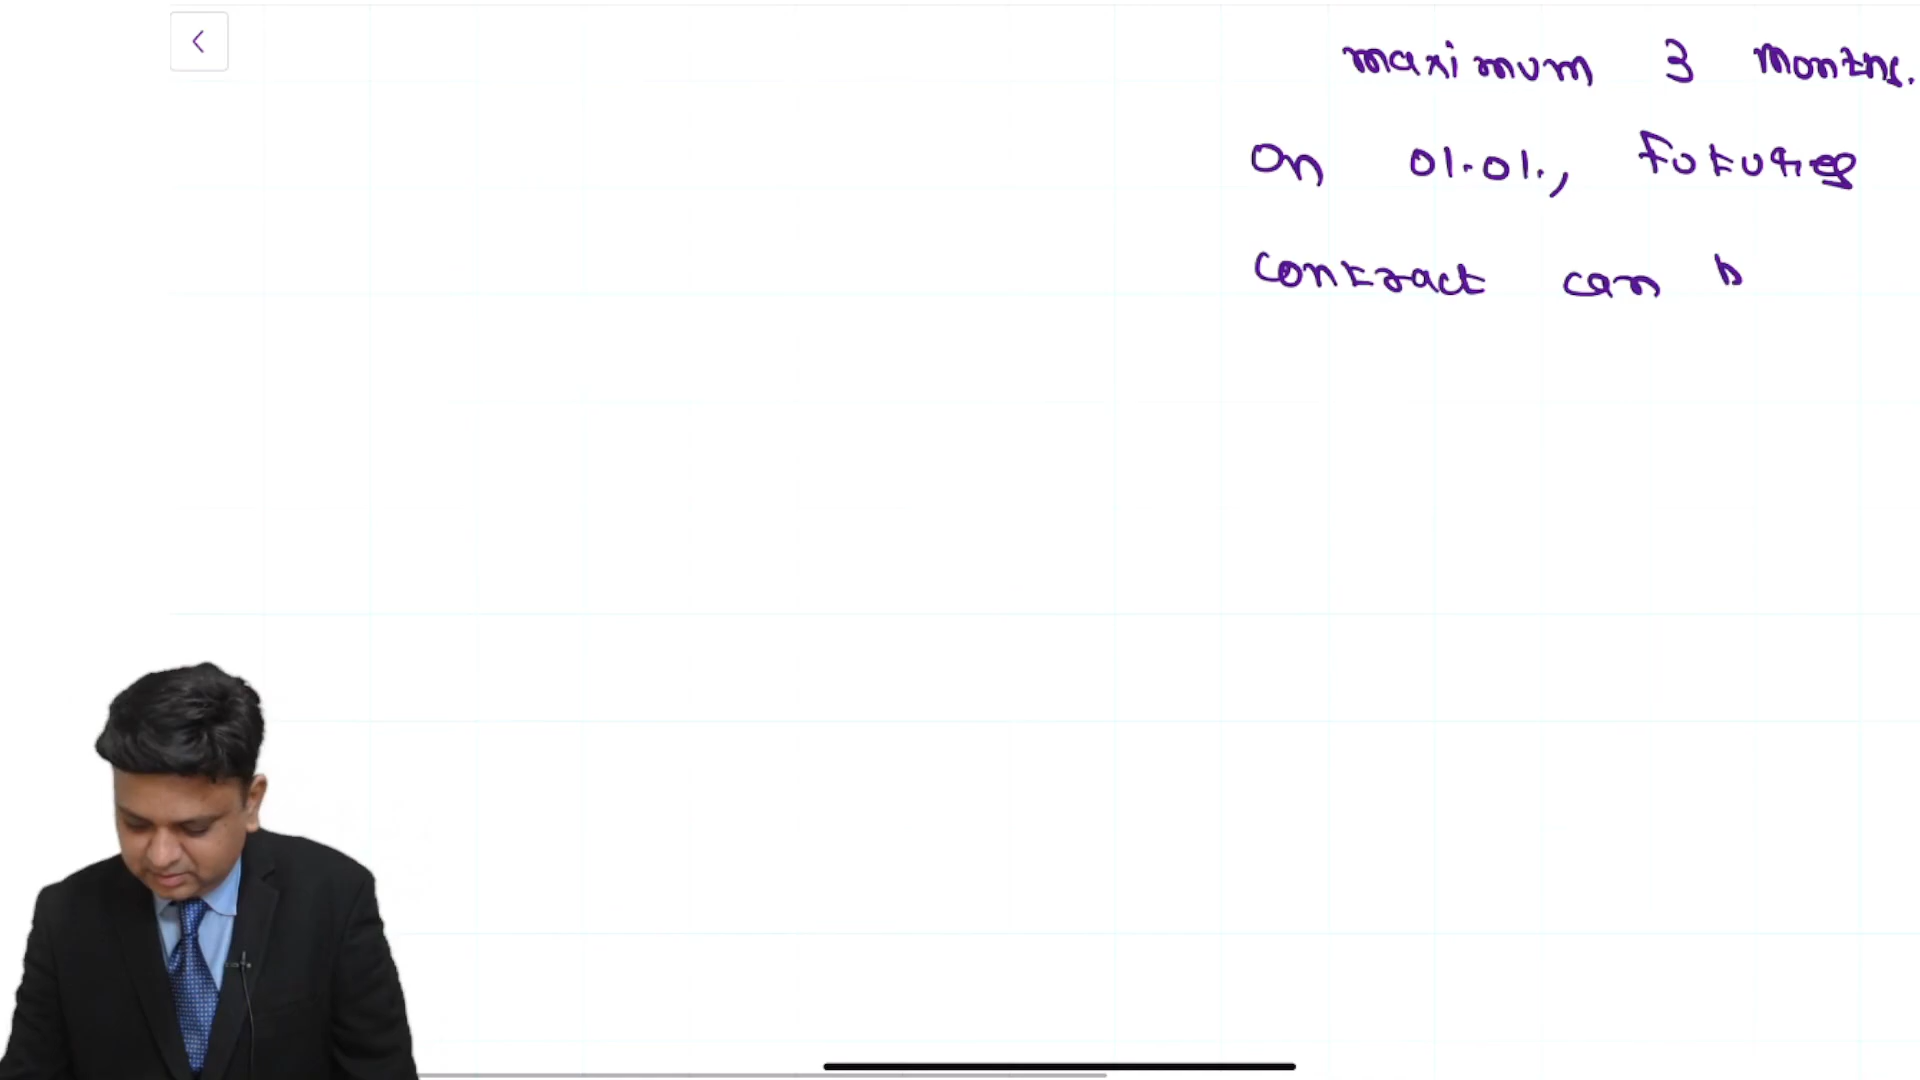 maximum 3 months.
On 01.01., Futures
contract can b